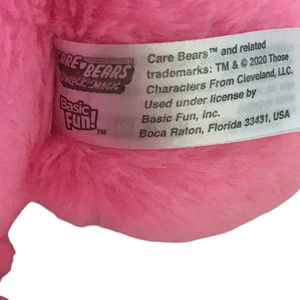 CARE BEARS
UNLOCK THE MAGIC
Basic
Fun!™
Care Bears™ and related
trademarks: TM & © 2020 Those
Characters From Cleveland, LLC.
Used under license by
Basic Fun, Inc.
Boca Raton, Florida 33431, USA